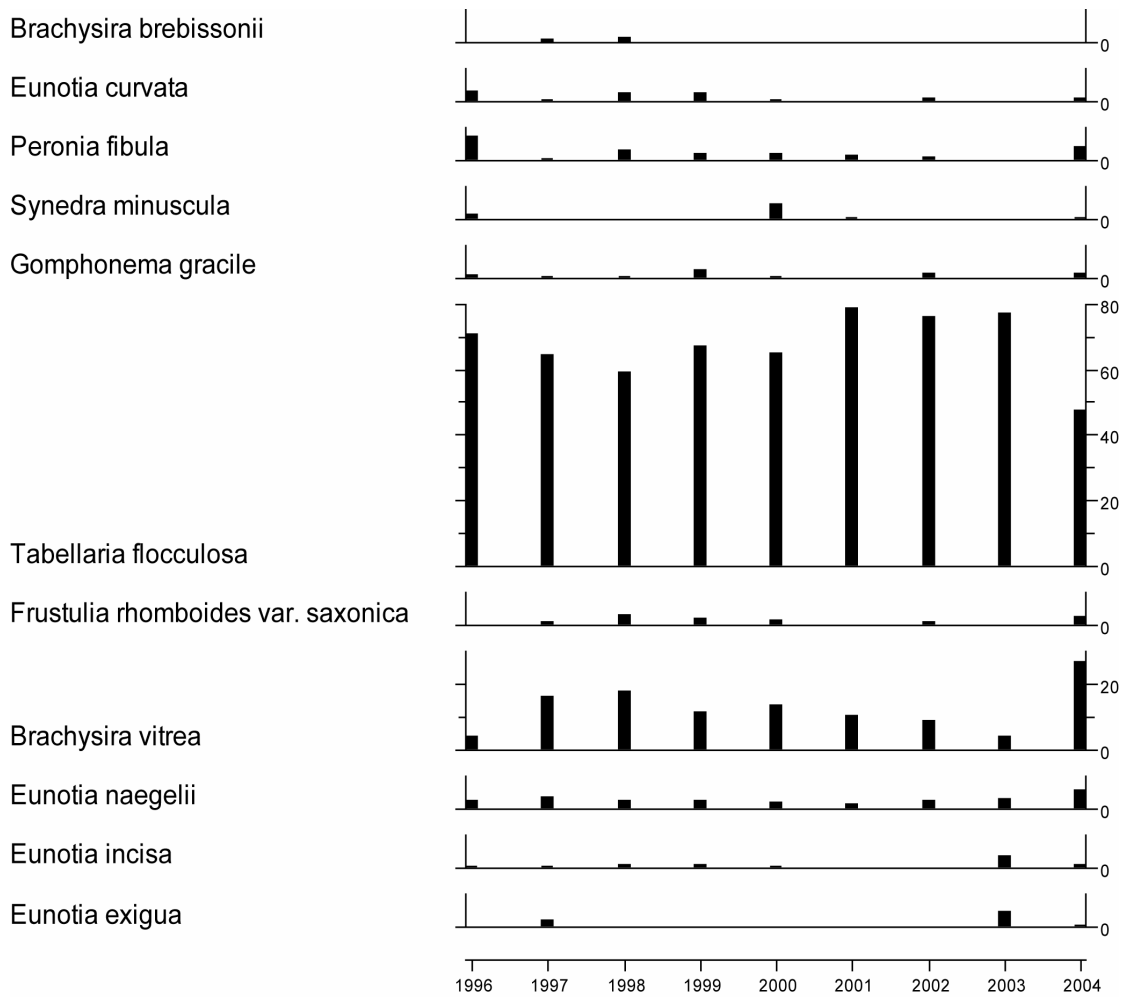 Brachysira brebissonii
0
Eunotia curvata
0
Peronia fibula
0
Synedra minuscula
0
Gomphonema gracile
0
80
60
40
20
Tabellaria flocculosa
0
Frustulia rhomboides var. saxonica
0
20
Brachysira vitrea
0
Eunotia naegelii
0
Eunotia incisa
0
Eunotia exigua
0
1996 1997 1998 1999 2000 2001 2002 2003 2004